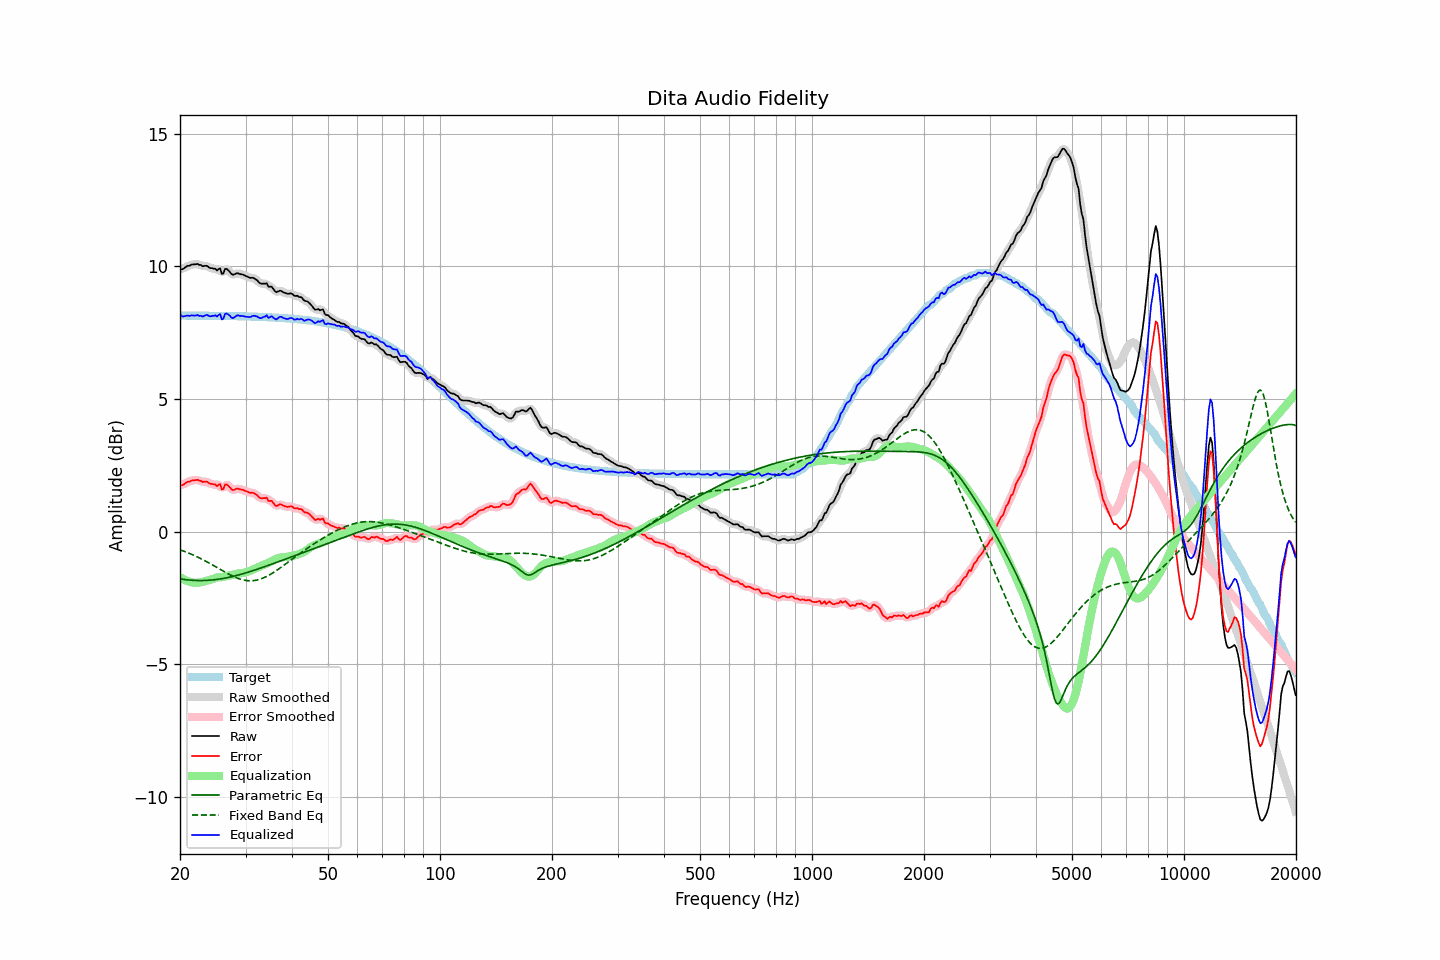 Dita Audio Fidelity
15
10
5
0
−5
−10
Amplitude (dBr)
Target
Raw Smoothed
Error Smoothed
Raw
Error
Equalization
Parametric Eq
Fixed Band Eq
Equalized
20 50 100 200 500 1000 2000 5000 10000 20000
Frequency (Hz)